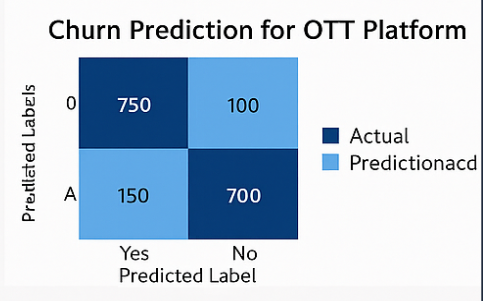 Churn Prediction for OTT Platform
Predicted Labels
0
750
100
A
150
700
Actual
Predictionacd
Yes
No
Predicted Label